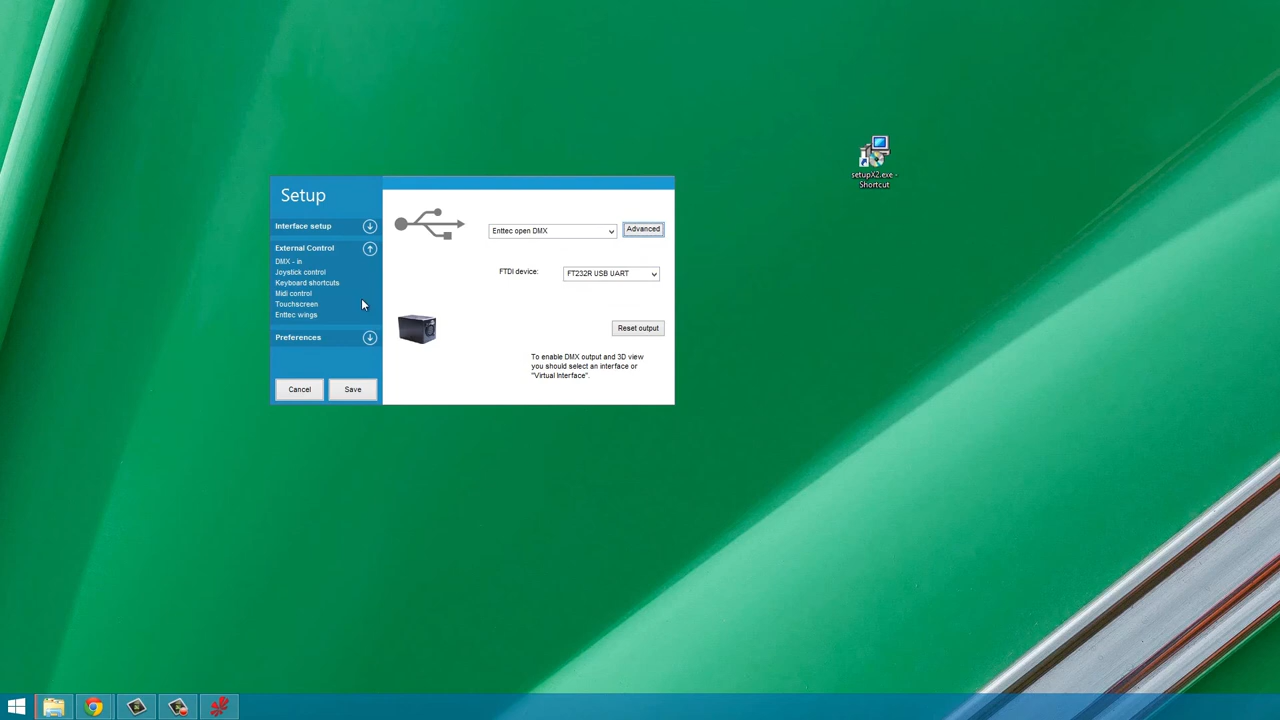 setupX2.exe -
Shortcut
Setup
Interface setup
External Control
DMX - in
Joystick control
Keyboard shortcuts
Midi control
Touchscreen
Enttec wings
Preferences
Cancel
Save
Enttec open DMX
Advanced
FTDI device:
FT232R USB UART
Reset output
To enable DMX output and 3D view
you should select an interface or
"Virtual Interface".